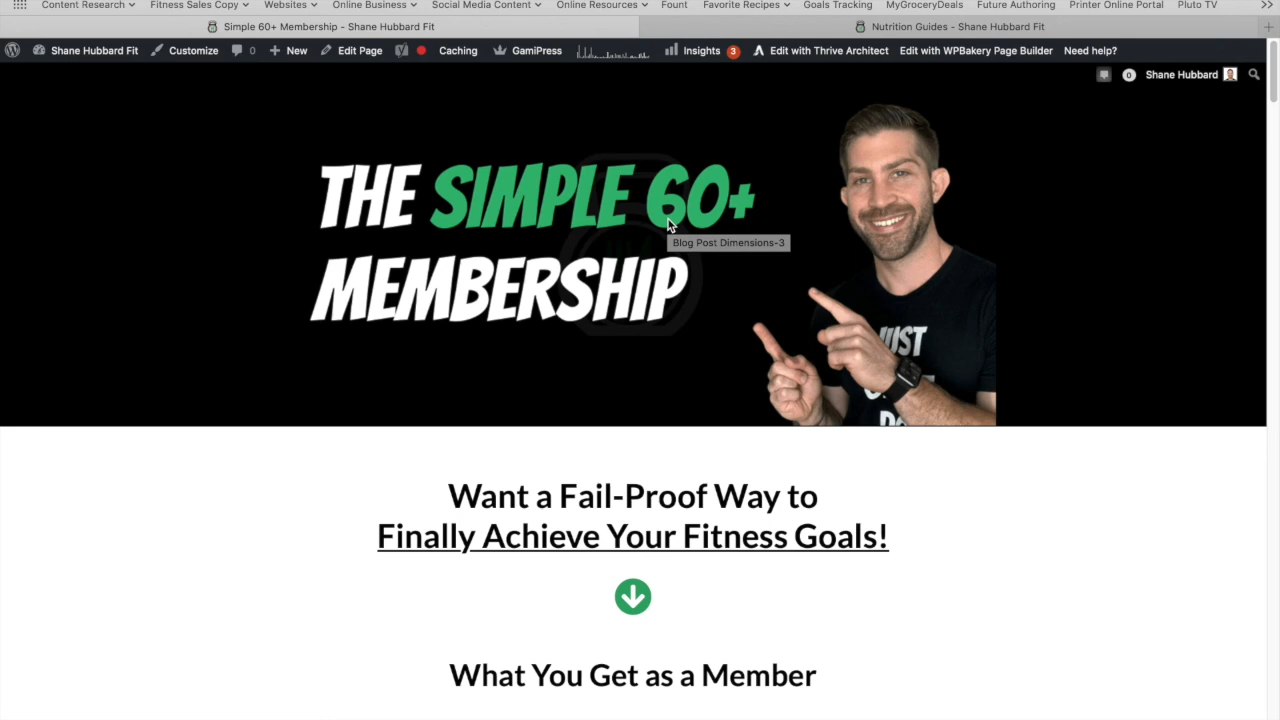 Content Research
Fitness Sales Copy
Websites
Online Business
Social Media Content
Online Resources
Fount
Favorite Recipes
Goals Tracking
MyGroceryDeals
Future Authoring
Printer Online Portal
Pluto TV
Simple 60+ Membership - Shane Hubbard Fit
Nutrition Guides - Shane Hubbard Fit
Shane Hubbard Fit
Customize
0
New
Edit Page
Caching
GamiPress
Insights 3
Edit with Thrive Architect
Edit with WPBakery Page Builder
Need help?
0
Shane Hubbard
THE SIMPLE 60+
MEMBERSHIP
Blog Post Dimensions-3
JUST
Want a Fail-Proof Way to
Finally Achieve Your Fitness Goals!
What You Get as a Member